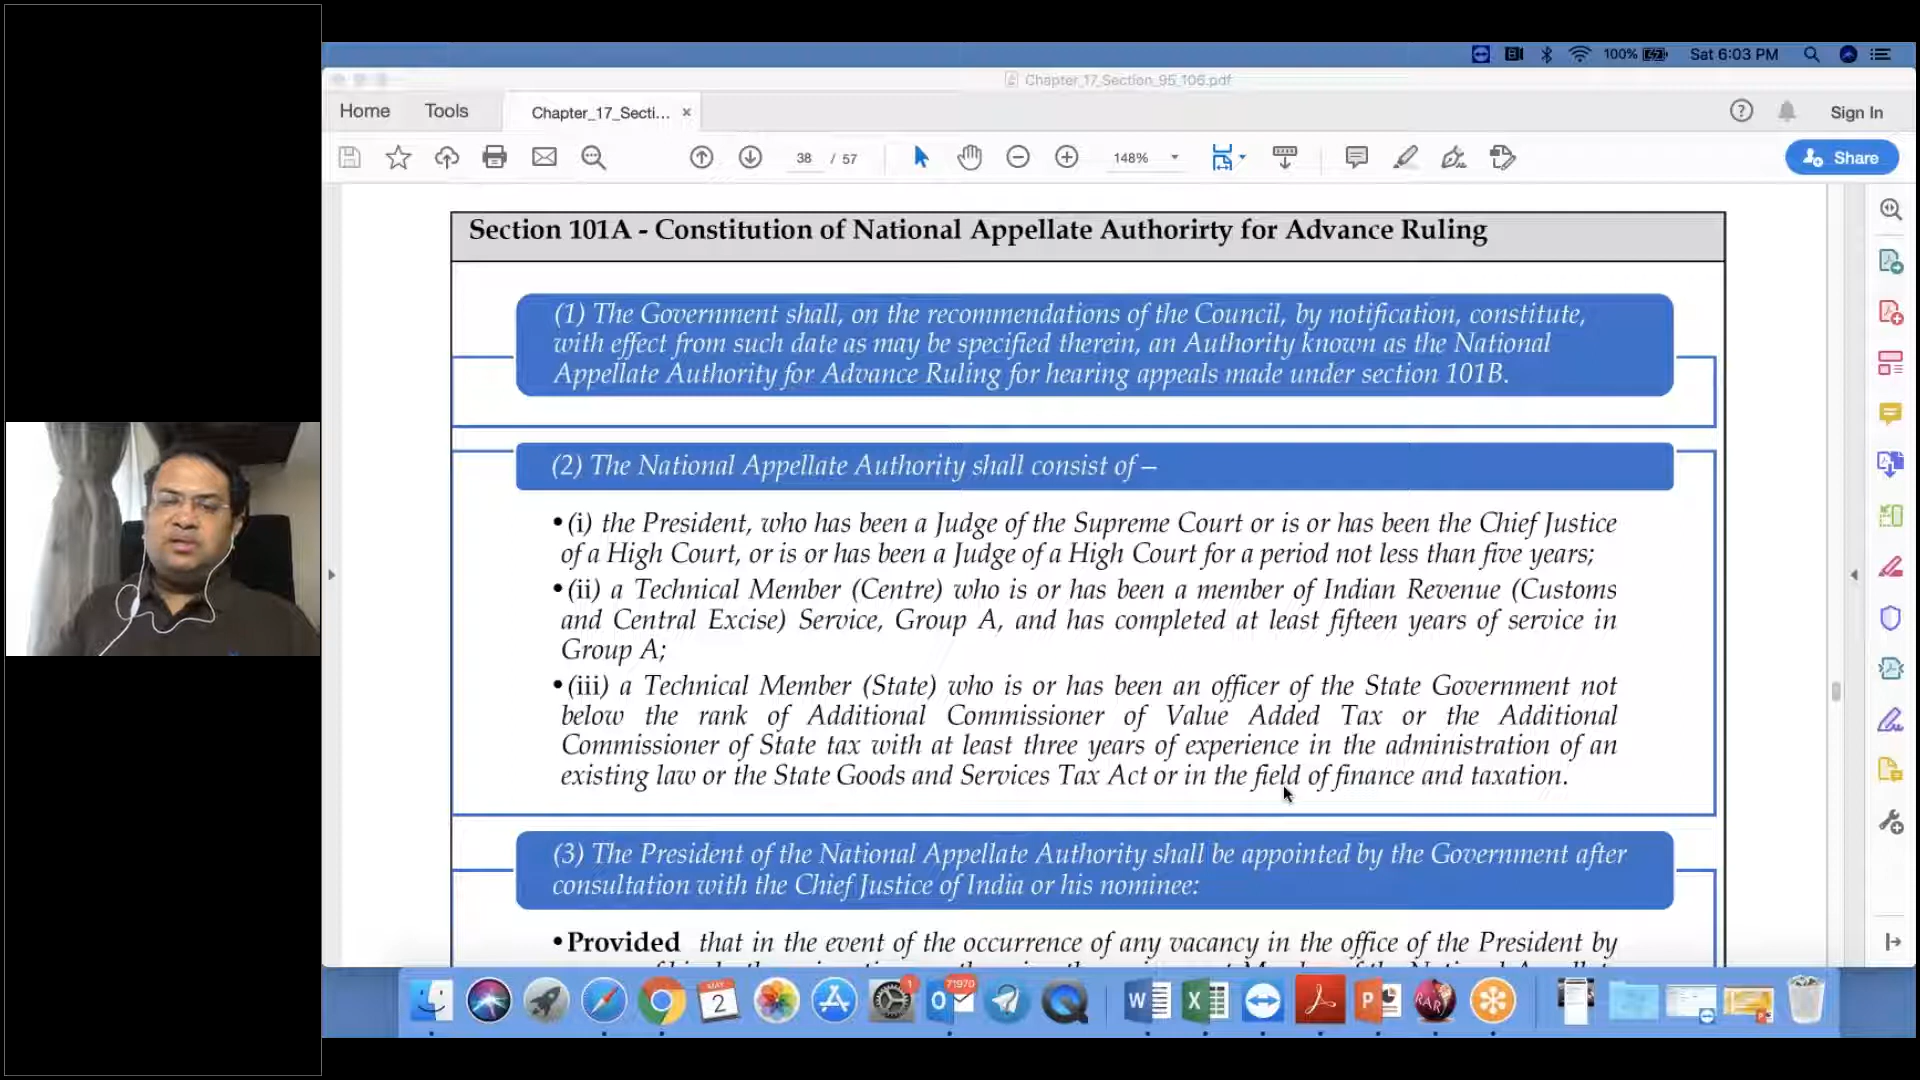 100% Sat 6:03 PM
Chapter_17_Section_95_106.pdf
Home Tools Chapter_17_Secti... × Sign In
38 / 57 148% Share
Section 101A - Constitution of National Appellate Authorirty for Advance Ruling
(1) The Government shall, on the recommendations of the Council, by notification, constitute,
with effect from such date as may be specified therein, an Authority known as the National
Appellate Authority for Advance Ruling for hearing appeals made under section 101B.
(2) The National Appellate Authority shall consist of –
•(i) the President, who has been a Judge of the Supreme Court or is or has been the Chief Justice
of a High Court, or is or has been a Judge of a High Court for a period not less than five years;
•(ii) a Technical Member (Centre) who is or has been a member of Indian Revenue (Customs
and Central Excise) Service, Group A, and has completed at least fifteen years of service in
Group A;
•(iii) a Technical Member (State) who is or has been an officer of the State Government not
below the rank of Additional Commissioner of Value Added Tax or the Additional
Commissioner of State tax with at least three years of experience in the administration of an
existing law or the State Goods and Services Tax Act or in the field of finance and taxation.
(3) The President of the National Appellate Authority shall be appointed by the Government after
consultation with the Chief Justice of India or his nominee:
•Provided that in the event of the occurrence of any vacancy in the office of the President by
MAY 2 1 71970 W X P RAR